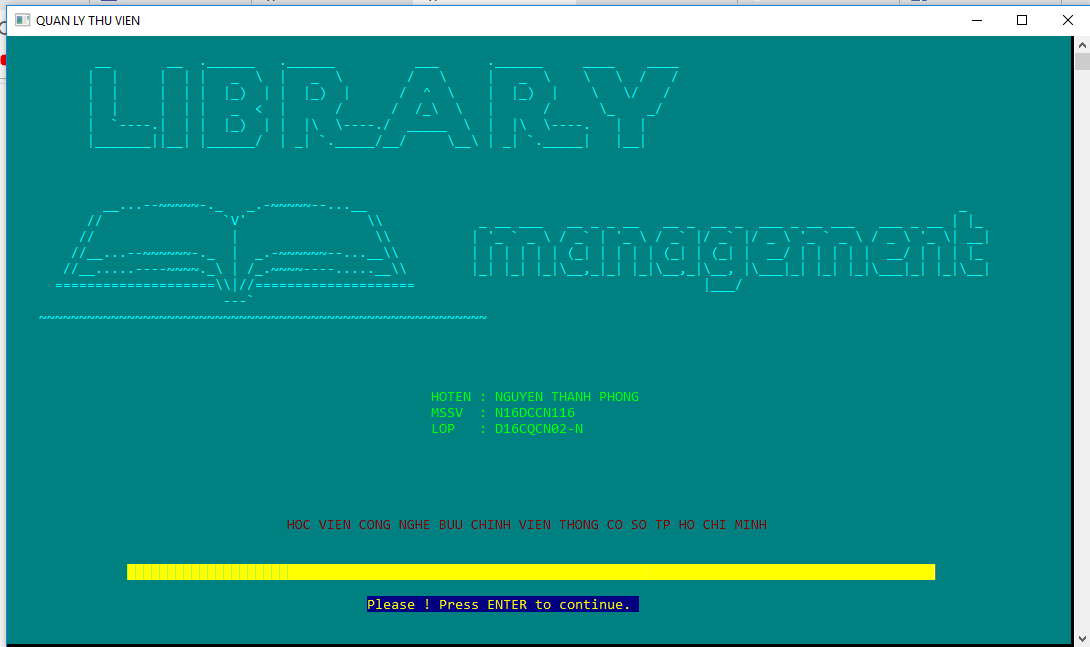 QUAN LY THU VIEN
LIBRARY
management
HOTEN : NGUYEN THANH PHONG
MSSV : N16DCCN116
LOP : D16CQCN02-N
HOC VIEN CONG NGHE BUU CHINH VIEN THONG CO SO TP HO CHI MINH
Please ! Press ENTER to continue.